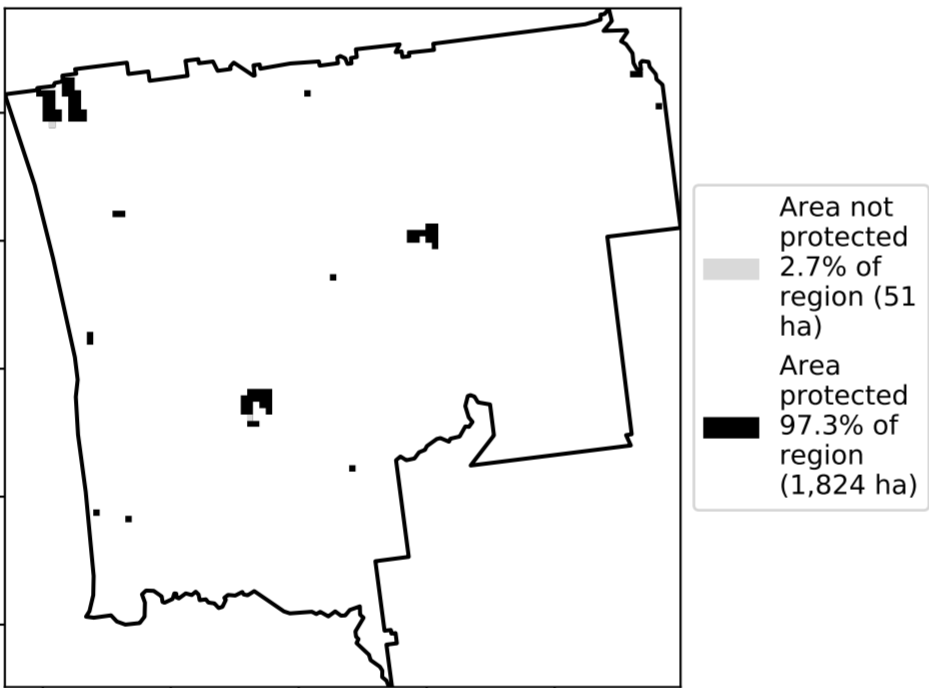 Area not
protected
2.7% of
region (51
ha)
Area
protected
97.3% of
region
(1,824 ha)